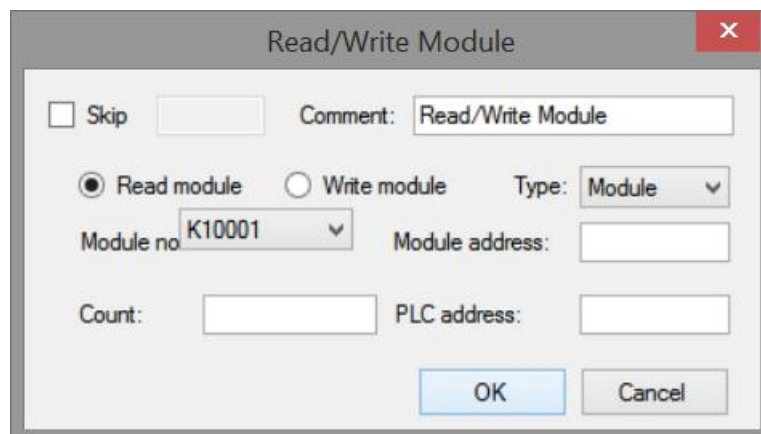 Read/Write Module
Skip Comment: Read/Write Module
Read module Write module Type: Module
Module no K10001 Module address:
Count: PLC address:
OK Cancel